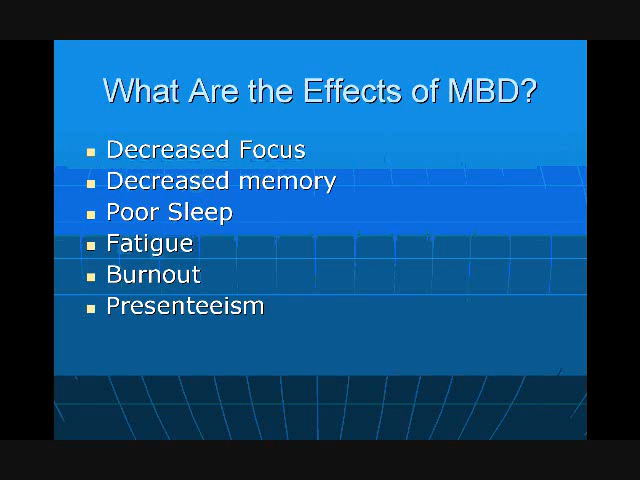 What Are the Effects of MBD?
Decreased Focus
Decreased memory
Poor Sleep
Fatigue
Burnout
Presenteeism